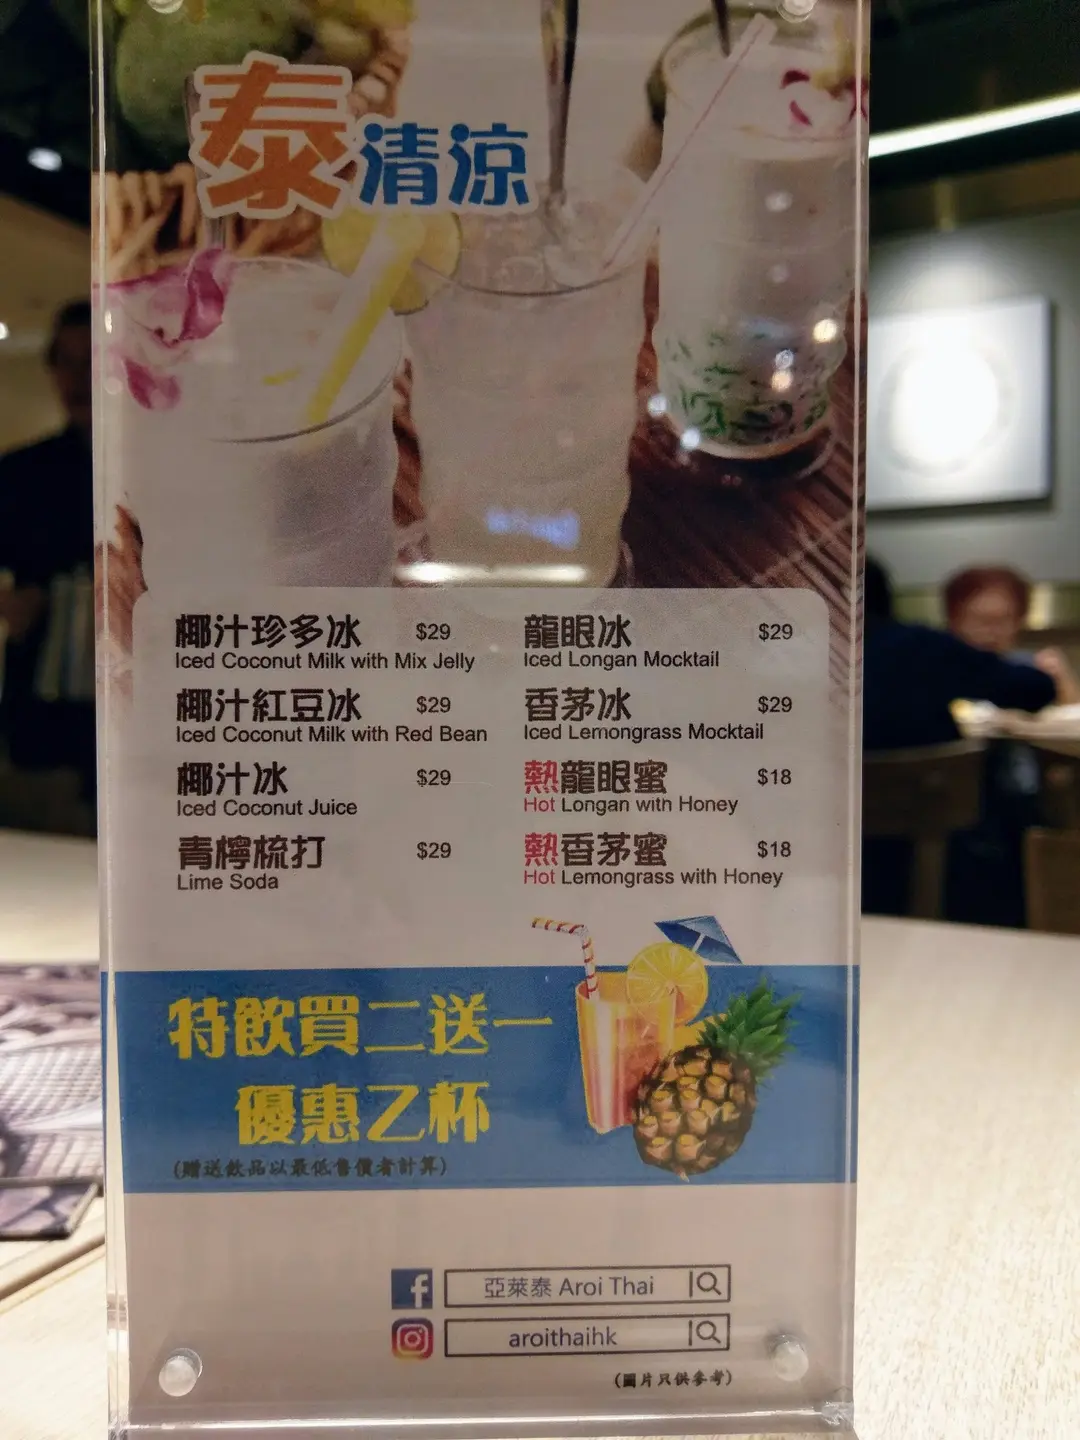 泰清涼
椰汁珍多冰 $29
Iced Coconut Milk with Mix Jelly
椰汁紅豆冰 $29
Iced Coconut Milk with Red Bean
椰汁冰 $29
Iced Coconut Juice
青檸梳打 $29
Lime Soda
龍眼冰 $29
Iced Longan Mocktail
香茅冰 $29
Iced Lemongrass Mocktail
熱龍眼蜜 $18
Hot Longan with Honey
熱香茅蜜 $18
Hot Lemongrass with Honey
特飲買二送一
優惠乙杯
(贈送飲品以最低售價者計算)
亞萊泰 Aroi Thai
aroithaihk
(圖片只供參考)